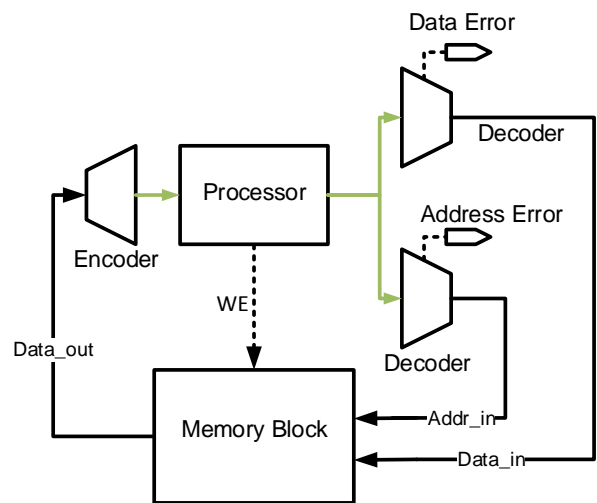 Data Error
Decoder
Processor
Address Error
Encoder
WE
Data_out
Decoder
Memory Block
Addr_in
Data_in